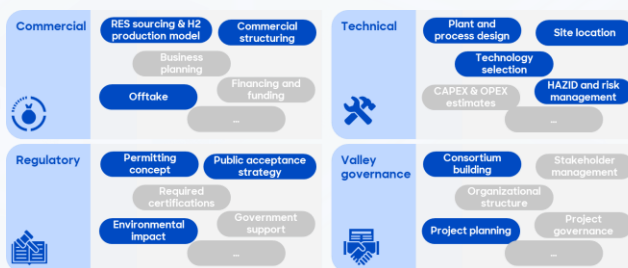 Commercial
RES sourcing & H2
production model
Commercial
structuring
Business
planning
Offtake
Financing and
funding
...
Technical
Plant and
process design
Site location
Technology
selection
CAPEX & OPEX
estimates
HAZID and risk
management
...
Regulatory
Permitting
concept
Public acceptance
strategy
Required
certifications
Environmental
impact
Government
support
...
Valley
governance
Consortium
building
Stakeholder
management
Organizational
structure
Project planning
Project
governance
...